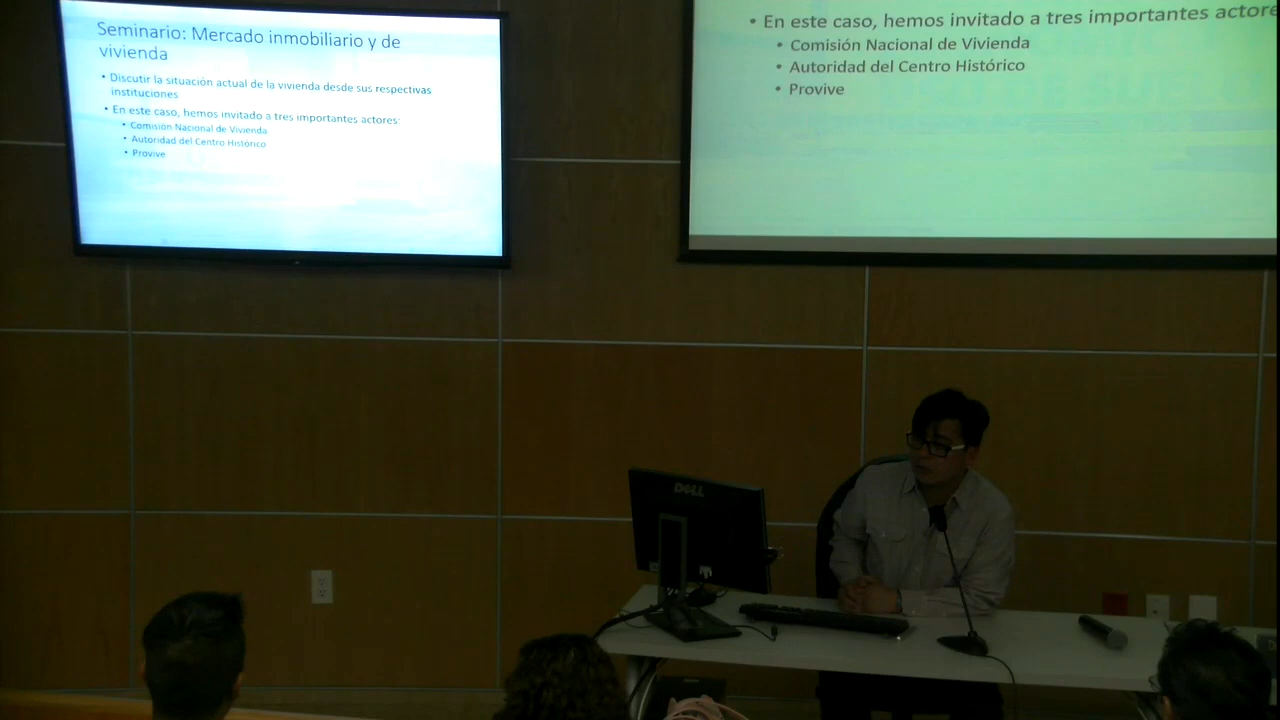 Seminario: Mercado inmobiliario y de
vivienda
• Discutir la situación actual de la vivienda desde sus respectivas
instituciones
• En este caso, hemos invitado a tres importantes actores:
• Comisión Nacional de Vivienda
• Autoridad del Centro Histórico
• Provive
• En este caso, hemos invitado a tres importantes actore
• Comisión Nacional de Vivienda
• Autoridad del Centro Histórico
• Provive
DELL